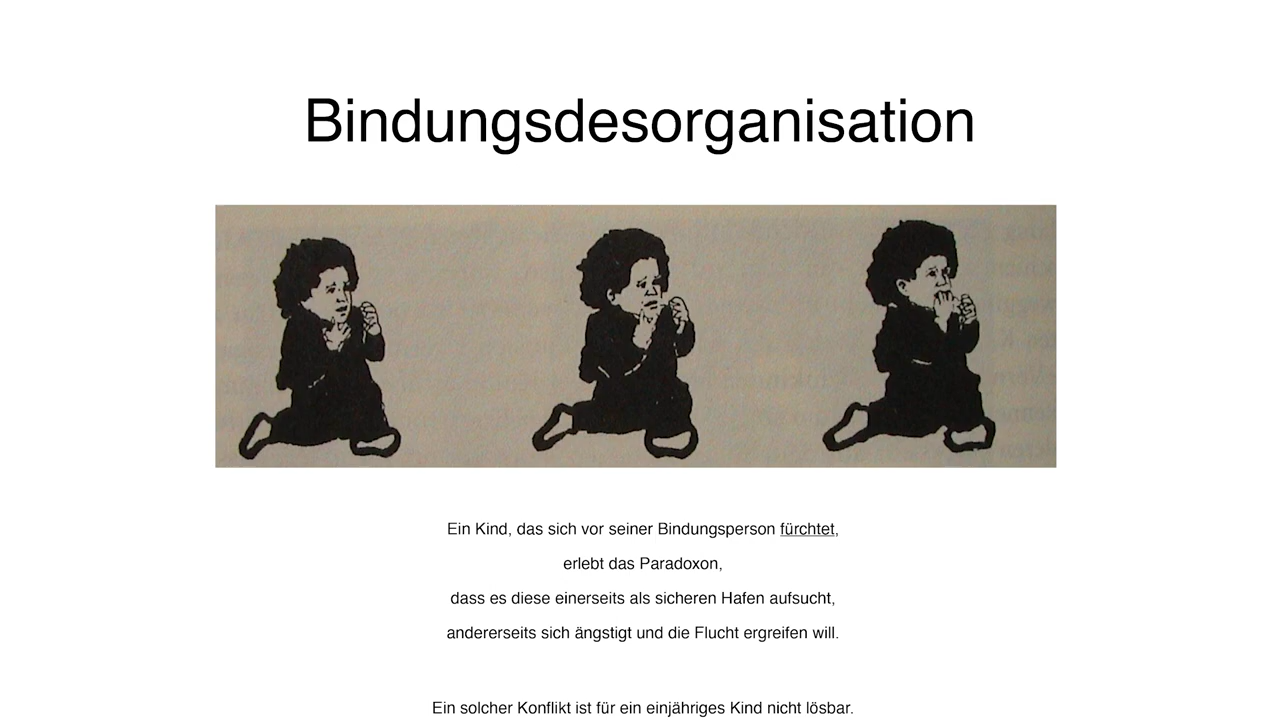 Bindungsdesorganisation
Ein Kind, das sich vor seiner Bindungsperson fürchtet,
erlebt das Paradoxon,
dass es diese einerseits als sicheren Hafen aufsucht,
andererseits sich ängstigt und die Flucht ergreifen will.
Ein solcher Konflikt ist für ein einjähriges Kind nicht lösbar.